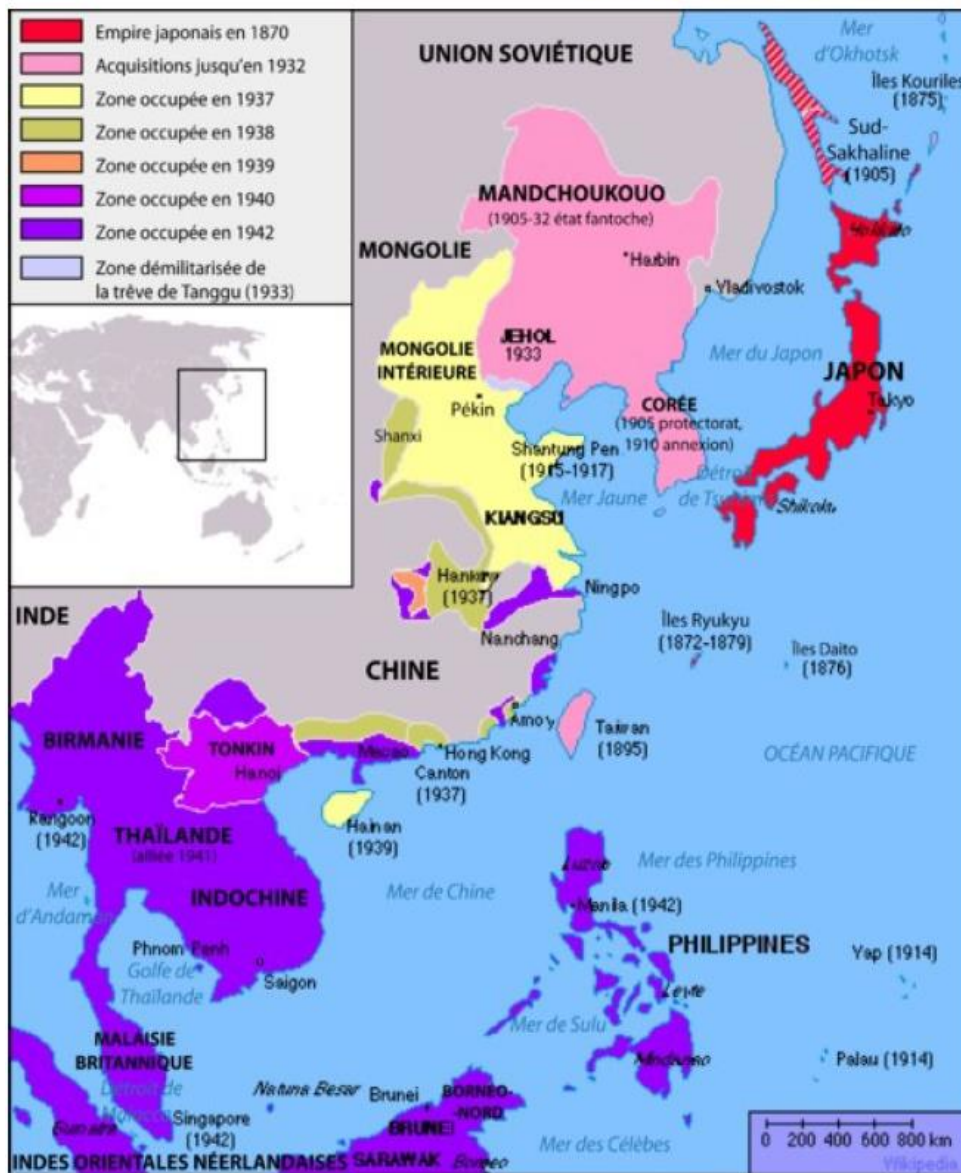 Empire japonais en 1870
Acquisitions jusqu'en 1932
Zone occupée en 1937
Zone occupée en 1938
Zone occupée en 1939
Zone occupée en 1940
Zone occupée en 1942
Zone démilitarisée de
la trêve de Tanggu (1933)
UNION SOVIÉTIQUE
Mer
d'Okhotsk
Îles Kouriles
(1875)
Sud-
Sakhaline
(1905)
MANDCHOUKOUO
(1905-32 état fantoche)
MONGOLIE
Harbin
Vladivostok
JEHOL
1933
Mer du Japon
MONGOLIE
INTÉRIEURE
JAPON
Tokyo
Pékin
CORÉE
(1905 protectorat,
1910 annexion)
Shanxi
Shantung Pen
(1915-1917)
Mer Jaune
Détroit
de
Shikoku
KIANGSU
(1937)
Ningpo
Nanchang
INDE
CHINE
Îles Ryukyu
(1872-1879)
Îles Daito
(1876)
Amoy
Taiwan
(1895)
BIRMANIE
TONKIN
Hanoi
Macao
Hong Kong
Canton
(1937)
OCÉAN PACIFIQUE
Rangoon
(1942)
THAÏLANDE
(alliée 1941)
Hainan
(1939)
Mer
d'Andaman
INDOCHINE
Mer de Chine
Luzon
Mer des Philippines
Manila (1942)
PHILIPPINES
Phnom Penh
Golfe de
Thaïlande
Saigon
Yap (1914)
Leyte
Mer de Sulu
Palau (1914)
MALAISIE
BRITANNIQUE
Détroit de
Natuna Besar
Brunei
BORNEO-
NORD
Singapore
(1942)
BRUNEI
Sumatra
INDES ORIENTALES NÉERLANDAISES
SARAWAK
Borneo
Mer des Célèbes
0 200 400 600 800 km
Wikipedia